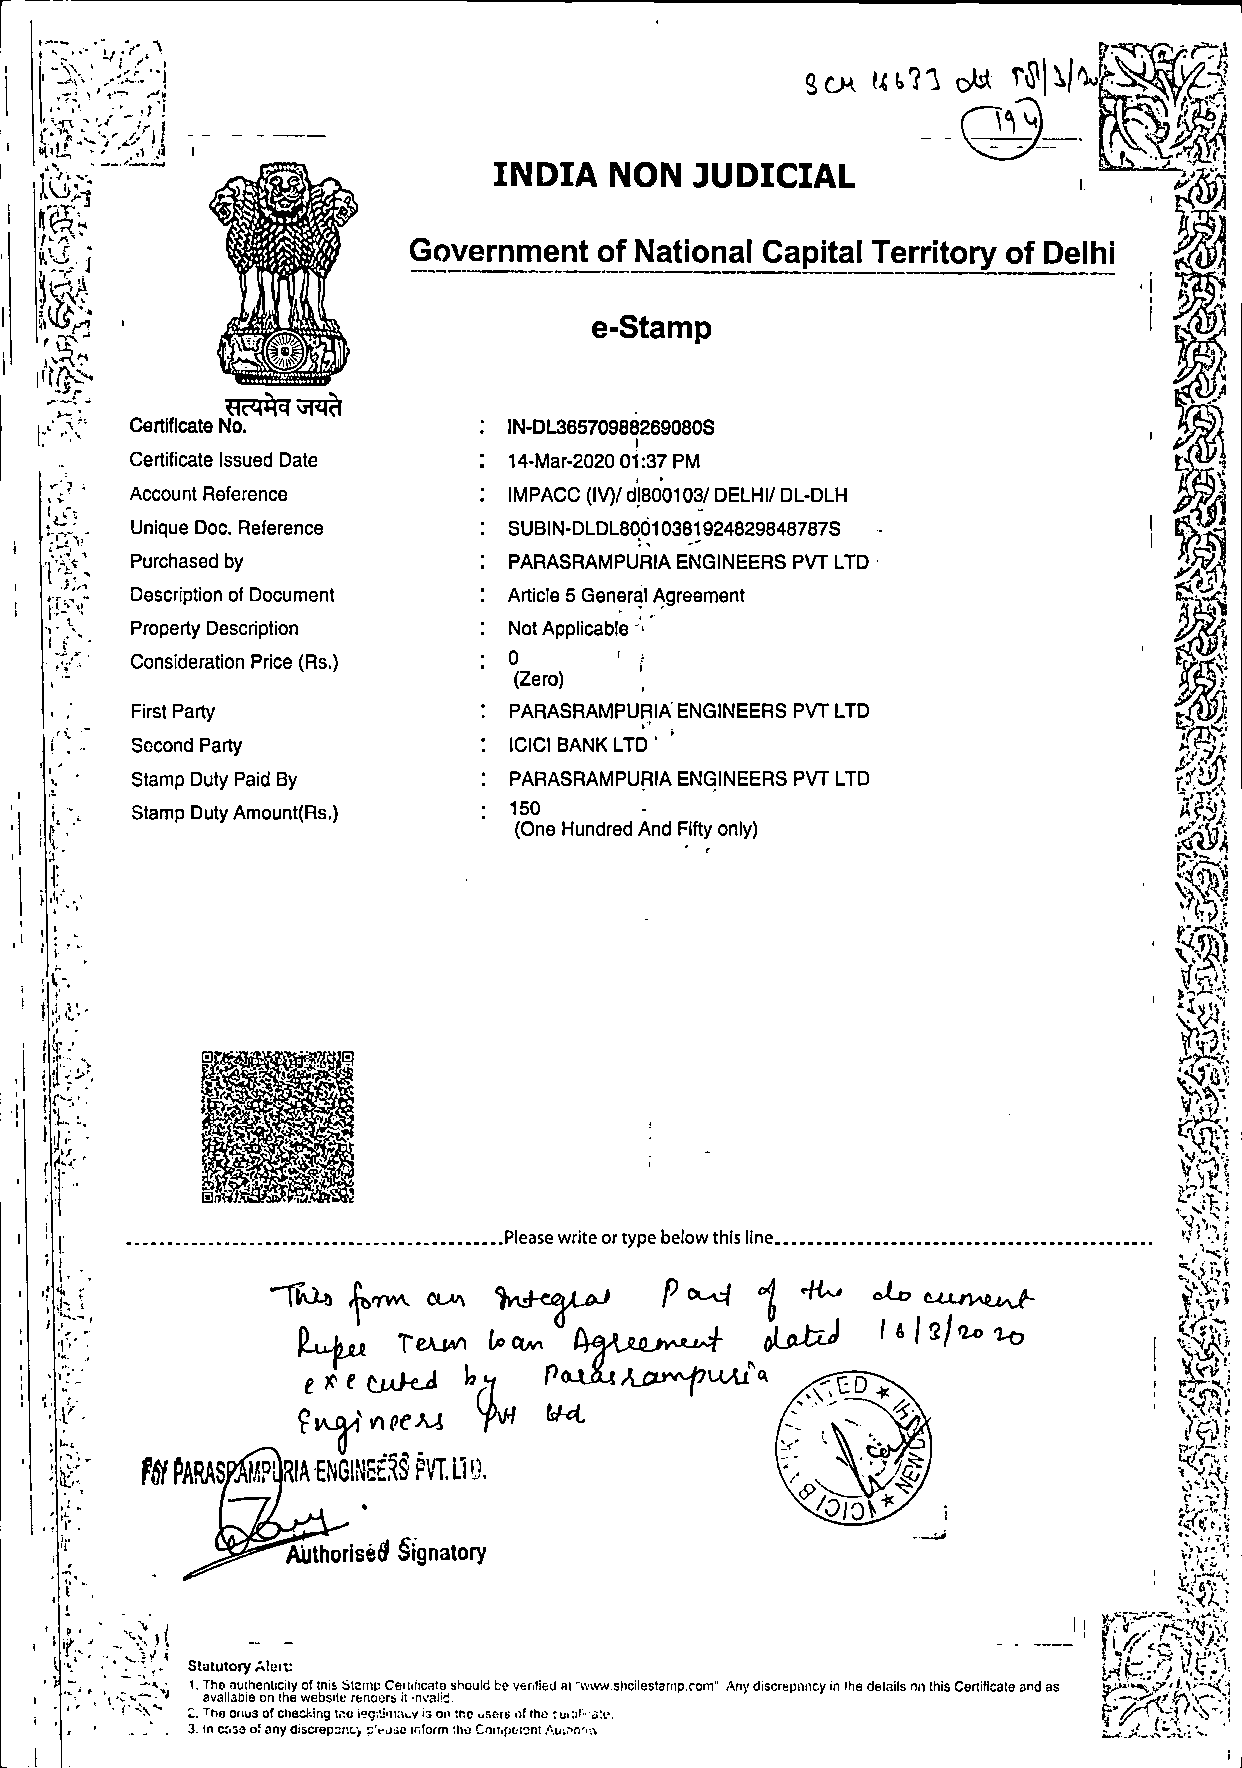 194
INDIA NON JUDICIAL
Government of National Capital Territory of Delhi
e-Stamp
सत्यमेव जयते
Certificate No. : IN-DL36570988269080S
Certificate Issued Date : 14-Mar-2020 01:37 PM
Account Reference : IMPACC (IV)/ dl800103/ DELHI/ DL-DLH
Unique Doc. Reference : SUBIN-DLDL80010381924829848787S
Purchased by : PARASRAMPURIA ENGINEERS PVT LTD
Description of Document : Article 5 General Agreement
Property Description : Not Applicable
Consideration Price (Rs.) : 0
(Zero)
First Party : PARASRAMPURIA ENGINEERS PVT LTD
Second Party : ICICI BANK LTD
Stamp Duty Paid By : PARASRAMPURIA ENGINEERS PVT LTD
Stamp Duty Amount(Rs.) : 150
(One Hundred And Fifty only)
Please write or type below this line
This form an Integral Part of the document
Rupee Term loan Agreement dated 16/3/2020
executed by Parasrampuria
Engineers Pvt Ltd
For PARASRAMPURIA ENGINEERS PVT. LTD.
ICICI BANK LIMITED ★ NEW DELHI ★
Authorised Signatory
Statutory Alert:
1. The authenticity of this Stamp Certificate should be verified at "www.shcilestamp.com" Any discrepancy in the details on this Certificate and as
available on the website renders it invalid.
2. The onus of checking the legitimacy is on the users of the certificate.
3. In case of any discrepancy please inform the Competent Authority.